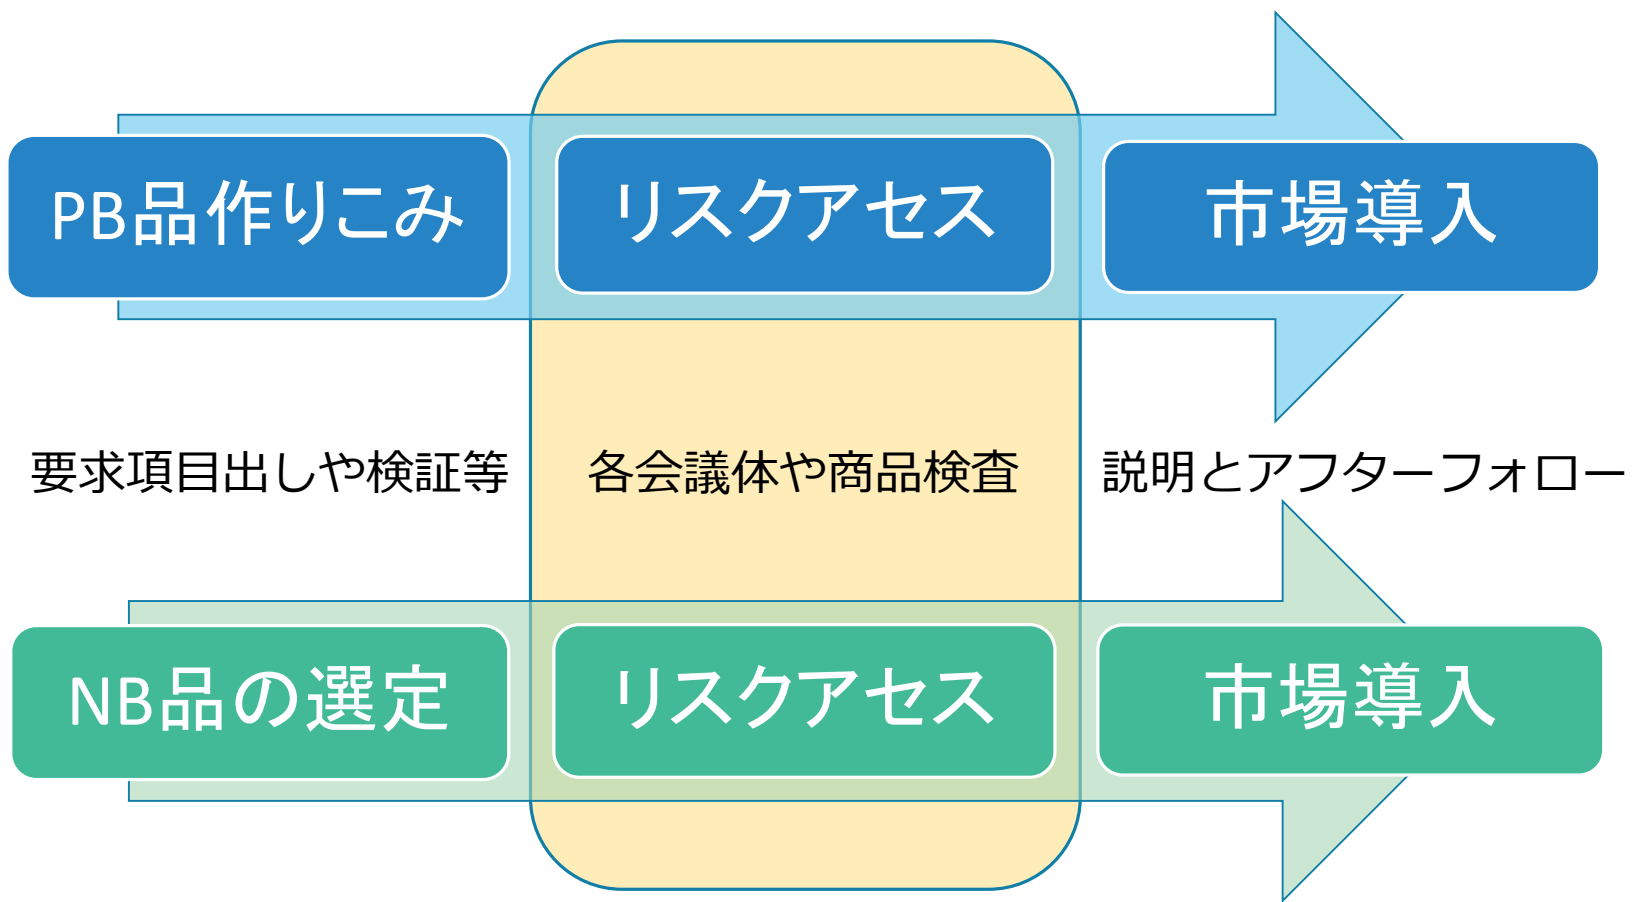 PB品作りこみ
リスクアセス
市場導入
要求項目出しや検証等
各会議体や商品検査
説明とアフターフォロー
NB品の選定
リスクアセス
市場導入